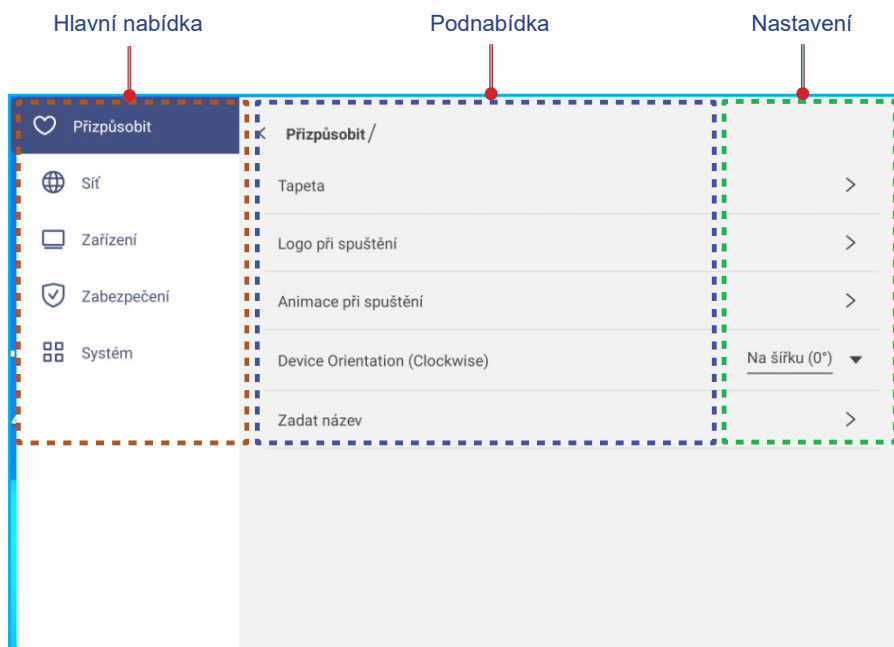 Hlavní nabídka
Podnabídka
Nastavení
Přizpůsobit
Síť
Zařízení
Zabezpečení
Systém
Přizpůsobit /
Tapeta
Logo při spuštění
Animace při spuštění
Device Orientation (Clockwise) Na šířku (0°)
Zadat název